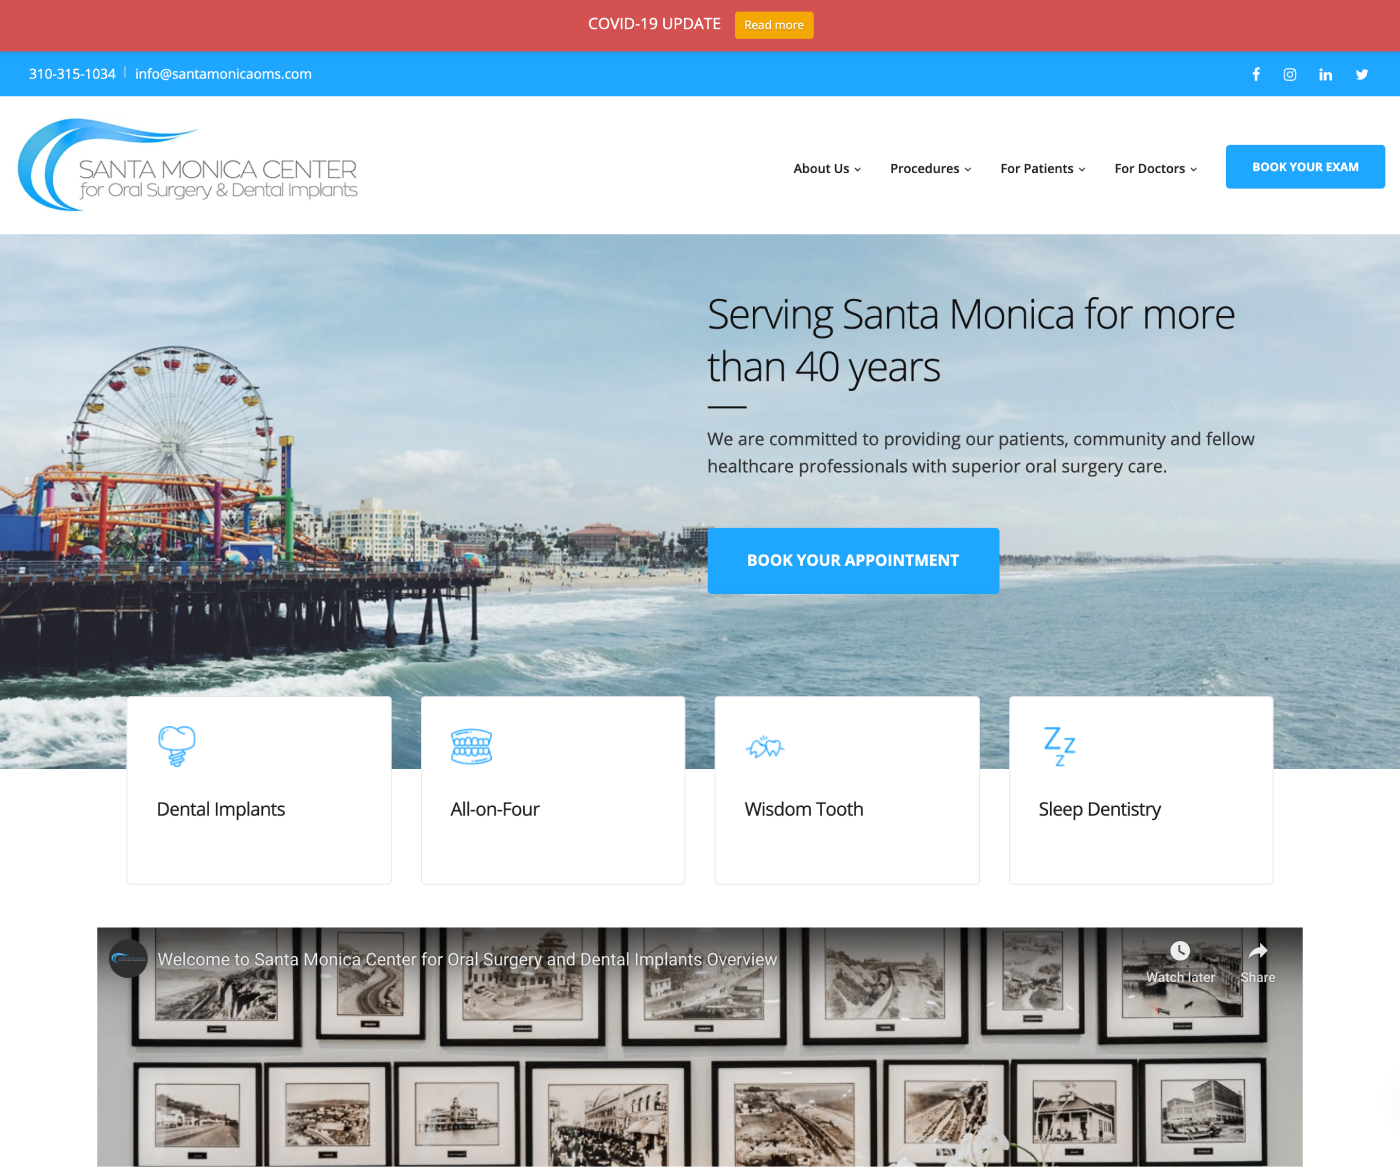 COVID-19 UPDATE Read more
310-315-1034 info@santamonicaoms.com
SANTA MONICA CENTER
for Oral Surgery & Dental Implants
About Us Procedures For Patients For Doctors BOOK YOUR EXAM
Serving Santa Monica for more
than 40 years
We are committed to providing our patients, community and fellow
healthcare professionals with superior oral surgery care.
BOOK YOUR APPOINTMENT
Zzz
Dental Implants
All-on-Four
Wisdom Tooth
Sleep Dentistry
Welcome to Santa Monica Center for Oral Surgery and Dental Implants Overview
Watch later Share